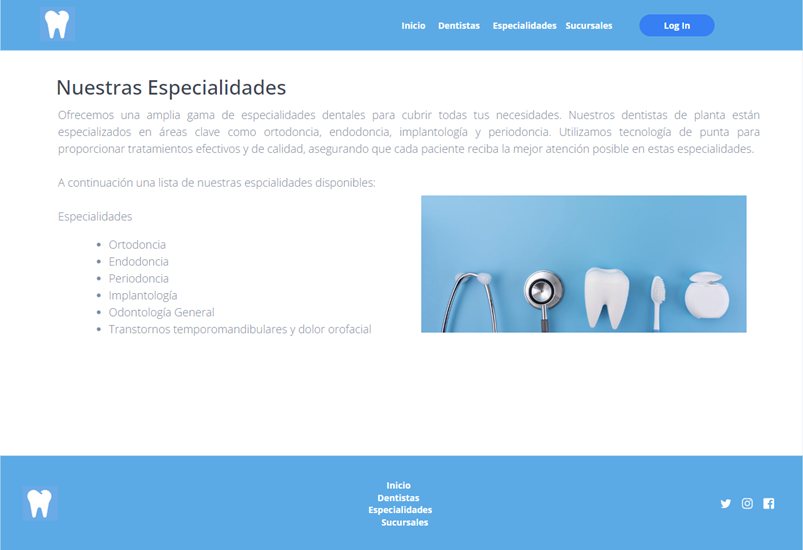 Inicio Dentistas Especialidades Sucursales Log In
Nuestras Especialidades
Ofrecemos una amplia gama de especialidades dentales para cubrir todas tus necesidades. Nuestros dentistas de planta están
especializados en áreas clave como ortodoncia, endodoncia, implantología y periodoncia. Utilizamos tecnología de punta para
proporcionar tratamientos efectivos y de calidad, asegurando que cada paciente reciba la mejor atención posible en estas especialidades.
A continuación una lista de nuestras espcialidades disponibles:
Especialidades
• Ortodoncia
• Endodoncia
• Periodoncia
• Implantología
• Odontología General
• Transtornos temporomandibulares y dolor orofacial
Inicio
Dentistas
Especialidades
Sucursales